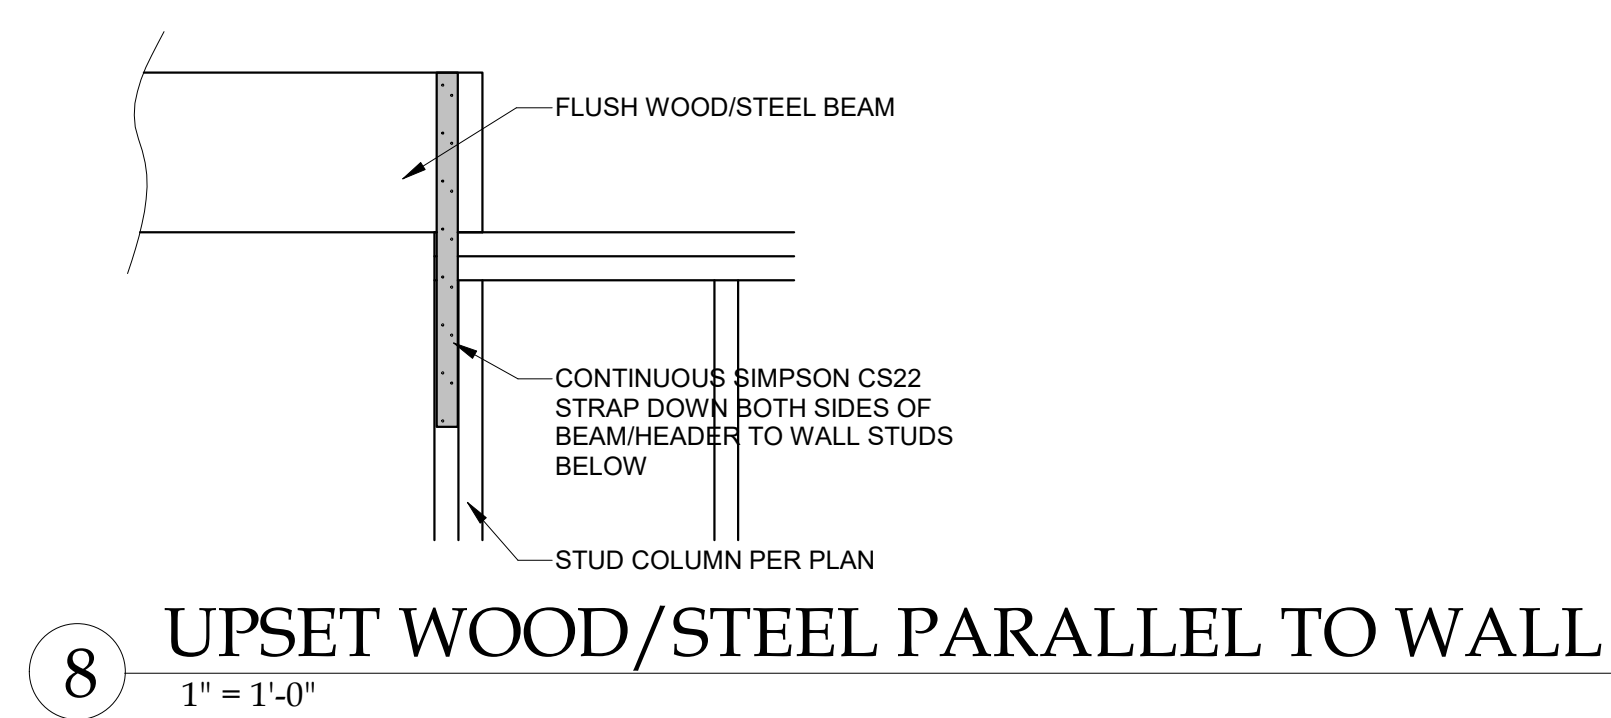 FLUSH WOOD/STEEL BEAM
CONTINUOUS SIMPSON CS22
STRAP DOWN BOTH SIDES OF
BEAM/HEADER TO WALL STUDS
BELOW
STUD COLUMN PER PLAN
8
UPSET WOOD/STEEL PARALLEL TO WALL
1" = 1'-0"